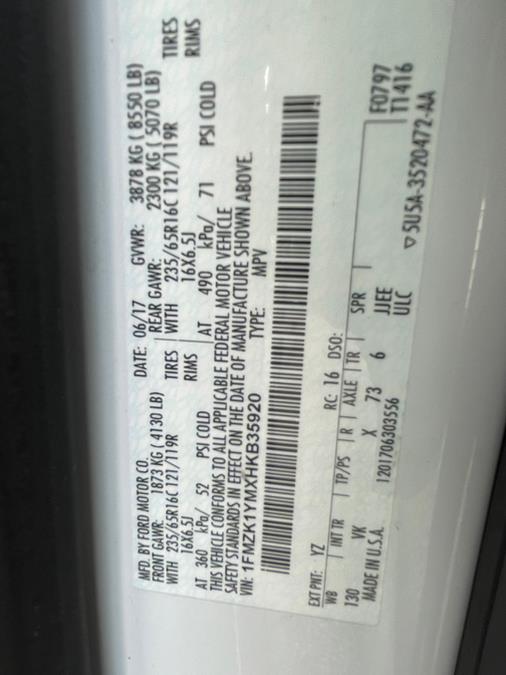 MFD. BY FORD MOTOR CO.
DATE: 06/17 GVWR: 3878 KG ( 8550 LB)
FRONT GAWR: 1873 KG ( 4130 LB) REAR GAWR: 2300 KG ( 5070 LB)
WITH 235/65R16C 121/119R TIRES WITH 235/65R16C 121/119R TIRES
16X6.5J RIMS 16X6.5J RIMS
AT 360 kPa/ 52 PSI COLD AT 490 kPa/ 71 PSI COLD
THIS VEHICLE CONFORMS TO ALL APPLICABLE FEDERAL MOTOR VEHICLE
SAFETY STANDARDS IN EFFECT ON THE DATE OF MANUFACTURE SHOWN ABOVE.
VIN: 1FMZK1YMXHKB35920 TYPE: MPV
EXT PNT: YZ RC: 16 DSO: F0797
WB INT TR TP/PS R AXLE TR SPR T1416
130 VK X 73 6 JJEE
MADE IN U.S.A. 1201706303556 ULC
▽ 5U5A-3520472-AA